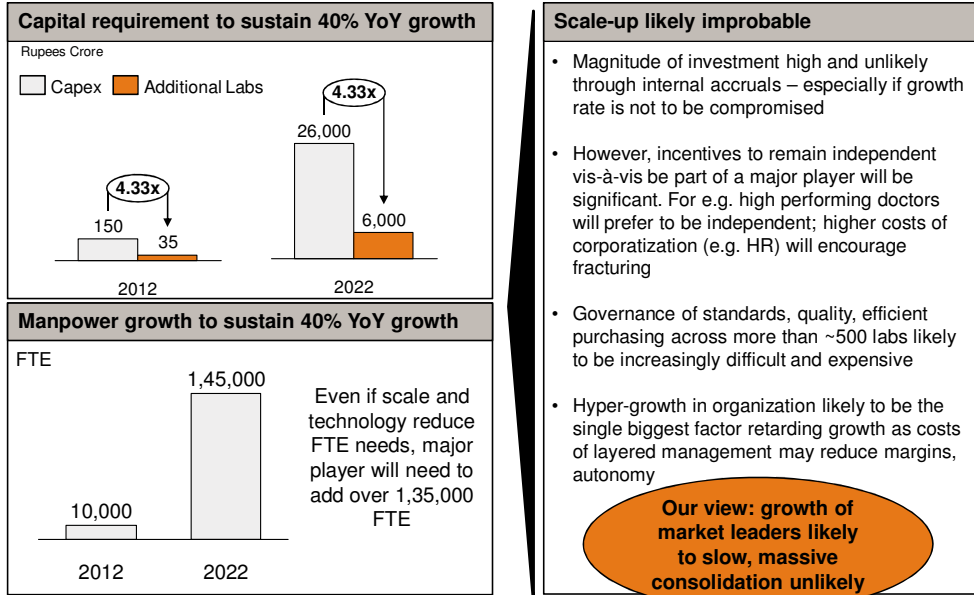 Capital requirement to sustain 40% YoY growth
Rupees Crore
Capex
Additional Labs
4.33x
150
35
2012
4.33x
26,000
6,000
2022
Manpower growth to sustain 40% YoY growth
FTE
10,000
2012
1,45,000
2022
Even if scale and
technology reduce
FTE needs, major
player will need to
add over 1,35,000
FTE
Scale-up likely improbable
• Magnitude of investment high and unlikely
through internal accruals – especially if growth
rate is not to be compromised
• However, incentives to remain independent
vis-à-vis be part of a major player will be
significant. For e.g. high performing doctors
will prefer to be independent; higher costs of
corporatization (e.g. HR) will encourage
fracturing
• Governance of standards, quality, efficient
purchasing across more than ~500 labs likely
to be increasingly difficult and expensive
• Hyper-growth in organization likely to be the
single biggest factor retarding growth as costs
of layered management may reduce margins,
autonomy
Our view: growth of
market leaders likely
to slow, massive
consolidation unlikely